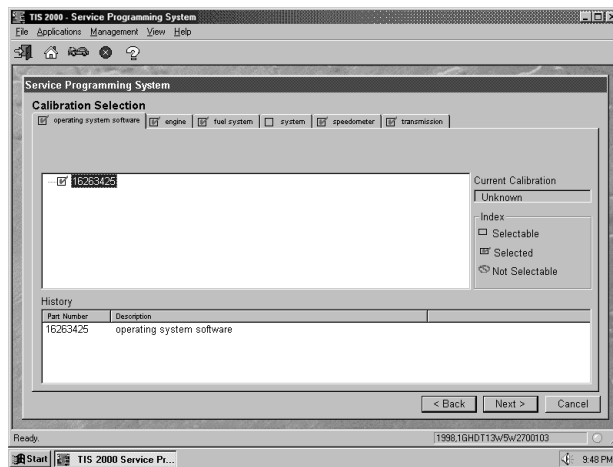 TIS 2000 - Service Programming System
File Applications Management View Help
Service Programming System
Calibration Selection
operating system software engine fuel system system speedometer transmission
16263425
Current Calibration
Unknown
Index
Selectable
Selected
Not Selectable
History
Part Number Description
16263425 operating system software
< Back Next > Cancel
Ready. 1998,1GHDT13W5W2700103
Start TIS 2000 Service Pr... 9:48 PM